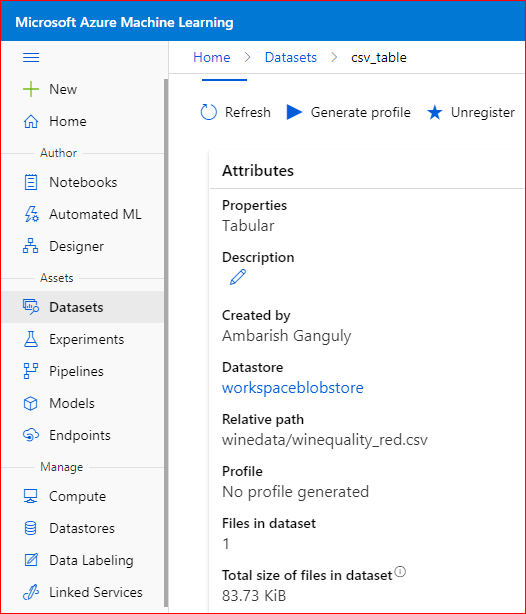 Microsoft Azure Machine Learning
Home > Datasets > csv_table
New
Home
Author
Notebooks
Automated ML
Designer
Assets
Datasets
Experiments
Pipelines
Models
Endpoints
Manage
Compute
Datastores
Data Labeling
Linked Services
Refresh
Generate profile
Unregister
Attributes
Properties
Tabular
Description
Created by
Ambarish Ganguly
Datastore
workspaceblobstore
Relative path
winedata/winequality_red.csv
Profile
No profile generated
Files in dataset
1
Total size of files in dataset
83.73 KiB